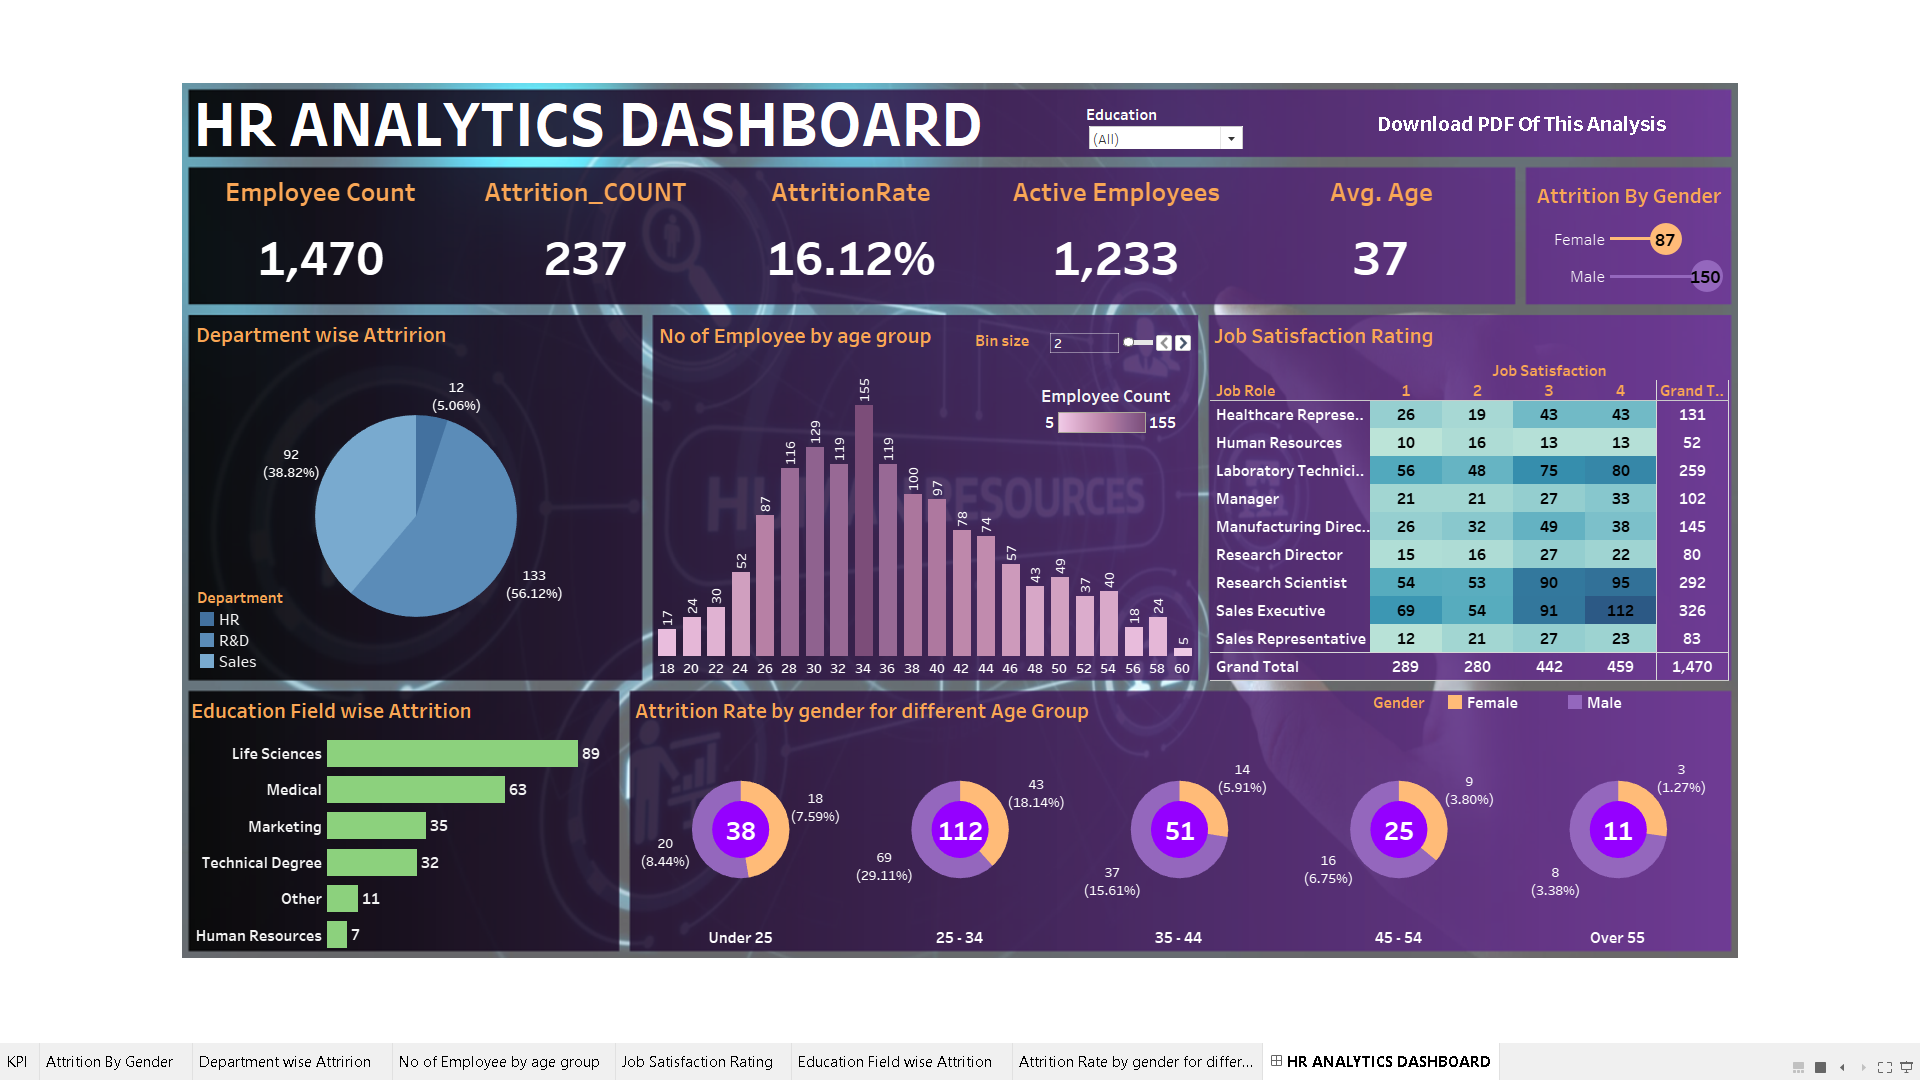 HR ANALYTICS DASHBOARD
Education
(All)
Download PDF Of This Analysis
Employee Count
Attrition_COUNT
AttritionRate
Active Employees
Avg. Age
1,470
237
16.12%
1,233
37
Attrition By Gender
Female 87
Male 150
Department wise Attririon
12
(5.06%)
92
(38.82%)
133
(56.12%)
Department
HR
R&D
Sales
No of Employee by age group
Bin size 2
Employee Count
5 155
17 24 30 52 87 116 129 119 155 119 100 97 78 74 57 43 49 37 40 18 24 5
18 20 22 24 26 28 30 32 34 36 38 40 42 44 46 48 50 52 54 56 58 60
HUMAN RESOURCES
Job Satisfaction Rating
Job Satisfaction
Job Role 1 2 3 4 Grand T..
Healthcare Represe.. 26 19 43 43 131
Human Resources 10 16 13 13 52
Laboratory Technici.. 56 48 75 80 259
Manager 21 21 27 33 102
Manufacturing Direc.. 26 32 49 38 145
Research Director 15 16 27 22 80
Research Scientist 54 53 90 95 292
Sales Executive 69 54 91 112 326
Sales Representative 12 21 27 23 83
Grand Total 289 280 442 459 1,470
Education Field wise Attrition
Life Sciences 89
Medical 63
Marketing 35
Technical Degree 32
Other 11
Human Resources 7
Attrition Rate by gender for different Age Group
Gender Female Male
38
18
(7.59%)
20
(8.44%)
Under 25
112
43
(18.14%)
69
(29.11%)
25 - 34
51
14
(5.91%)
37
(15.61%)
35 - 44
25
9
(3.80%)
16
(6.75%)
45 - 54
11
3
(1.27%)
8
(3.38%)
Over 55
KPI
Attrition By Gender
Department wise Attririon
No of Employee by age group
Job Satisfaction Rating
Education Field wise Attrition
Attrition Rate by gender for differ...
HR ANALYTICS DASHBOARD